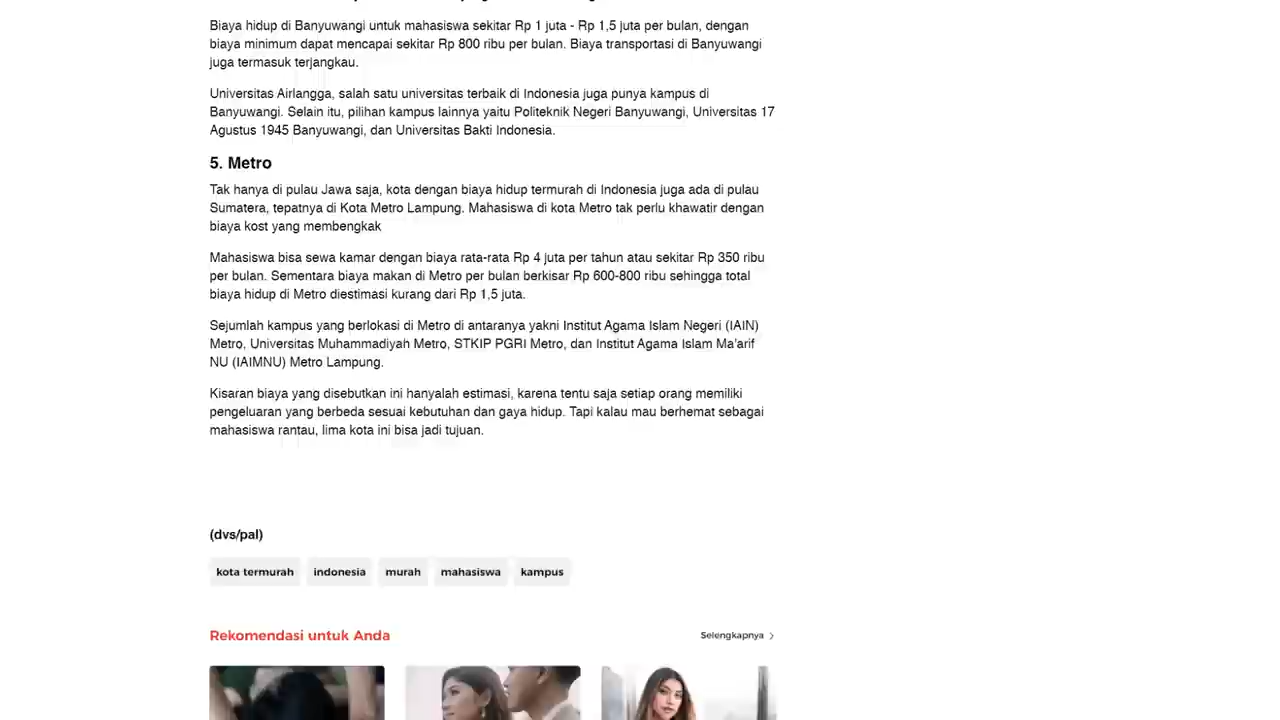 Biaya hidup di Banyuwangi untuk mahasiswa sekitar Rp 1 juta - Rp 1,5 juta per bulan, dengan
biaya minimum dapat mencapai sekitar Rp 800 ribu per bulan. Biaya transportasi di Banyuwangi
juga termasuk terjangkau.
Universitas Airlangga, salah satu universitas terbaik di Indonesia juga punya kampus di
Banyuwangi. Selain itu, pilihan kampus lainnya yaitu Politeknik Negeri Banyuwangi, Universitas 17
Agustus 1945 Banyuwangi, dan Universitas Bakti Indonesia.
5. Metro
Tak hanya di pulau Jawa saja, kota dengan biaya hidup termurah di Indonesia juga ada di pulau
Sumatera, tepatnya di Kota Metro Lampung. Mahasiswa di kota Metro tak perlu khawatir dengan
biaya kost yang membengkak
Mahasiswa bisa sewa kamar dengan biaya rata-rata Rp 4 juta per tahun atau sekitar Rp 350 ribu
per bulan. Sementara biaya makan di Metro per bulan berkisar Rp 600-800 ribu sehingga total
biaya hidup di Metro diestimasi kurang dari Rp 1,5 juta.
Sejumlah kampus yang berlokasi di Metro di antaranya yakni Institut Agama Islam Negeri (IAIN)
Metro, Universitas Muhammadiyah Metro, STKIP PGRI Metro, dan Institut Agama Islam Ma'arif
NU (IAIMNU) Metro Lampung.
Kisaran biaya yang disebutkan ini hanyalah estimasi, karena tentu saja setiap orang memiliki
pengeluaran yang berbeda sesuai kebutuhan dan gaya hidup. Tapi kalau mau berhemat sebagai
mahasiswa rantau, lima kota ini bisa jadi tujuan.
(dvs/pal)
kota termurah indonesia murah mahasiswa kampus
Rekomendasi untuk Anda Selengkapnya